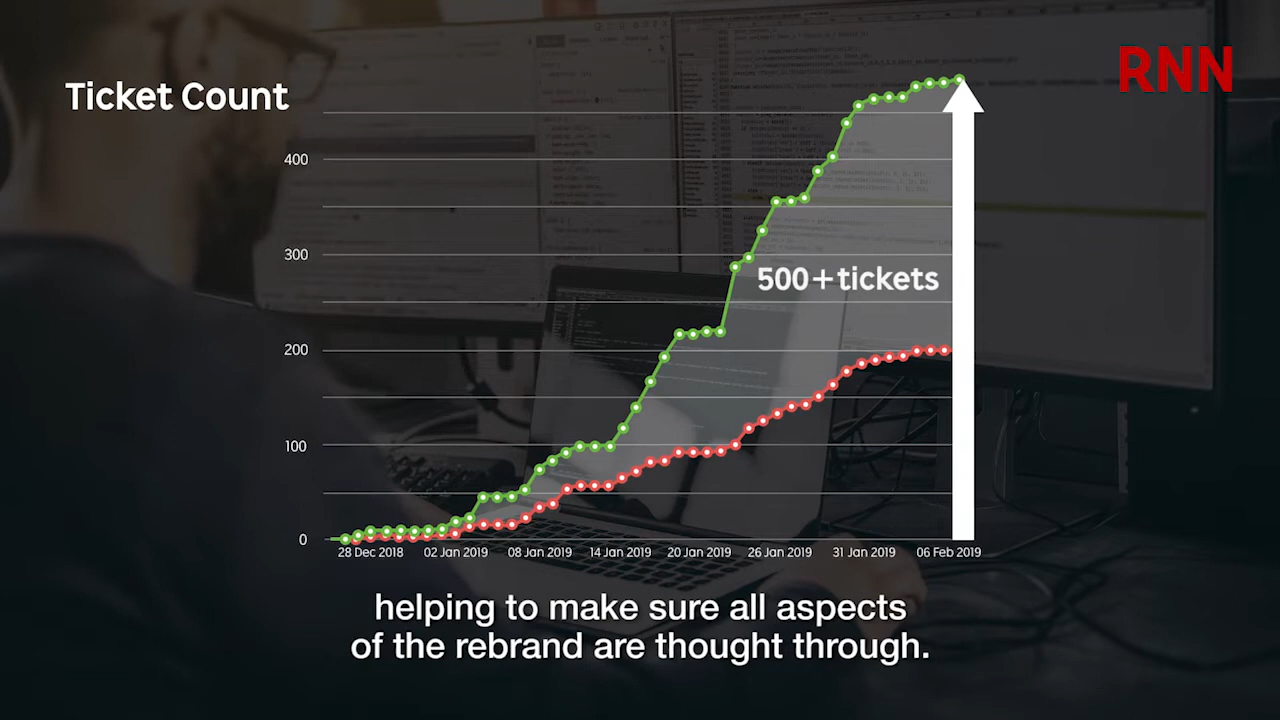 RNN
Ticket Count
400
300
500+tickets
200
100
0
28 Dec 2018 02 Jan 2019 08 Jan 2019 14 Jan 2019 20 Jan 2019 26 Jan 2019 31 Jan 2019 06 Feb 2019
helping to make sure all aspects
of the rebrand are thought through.